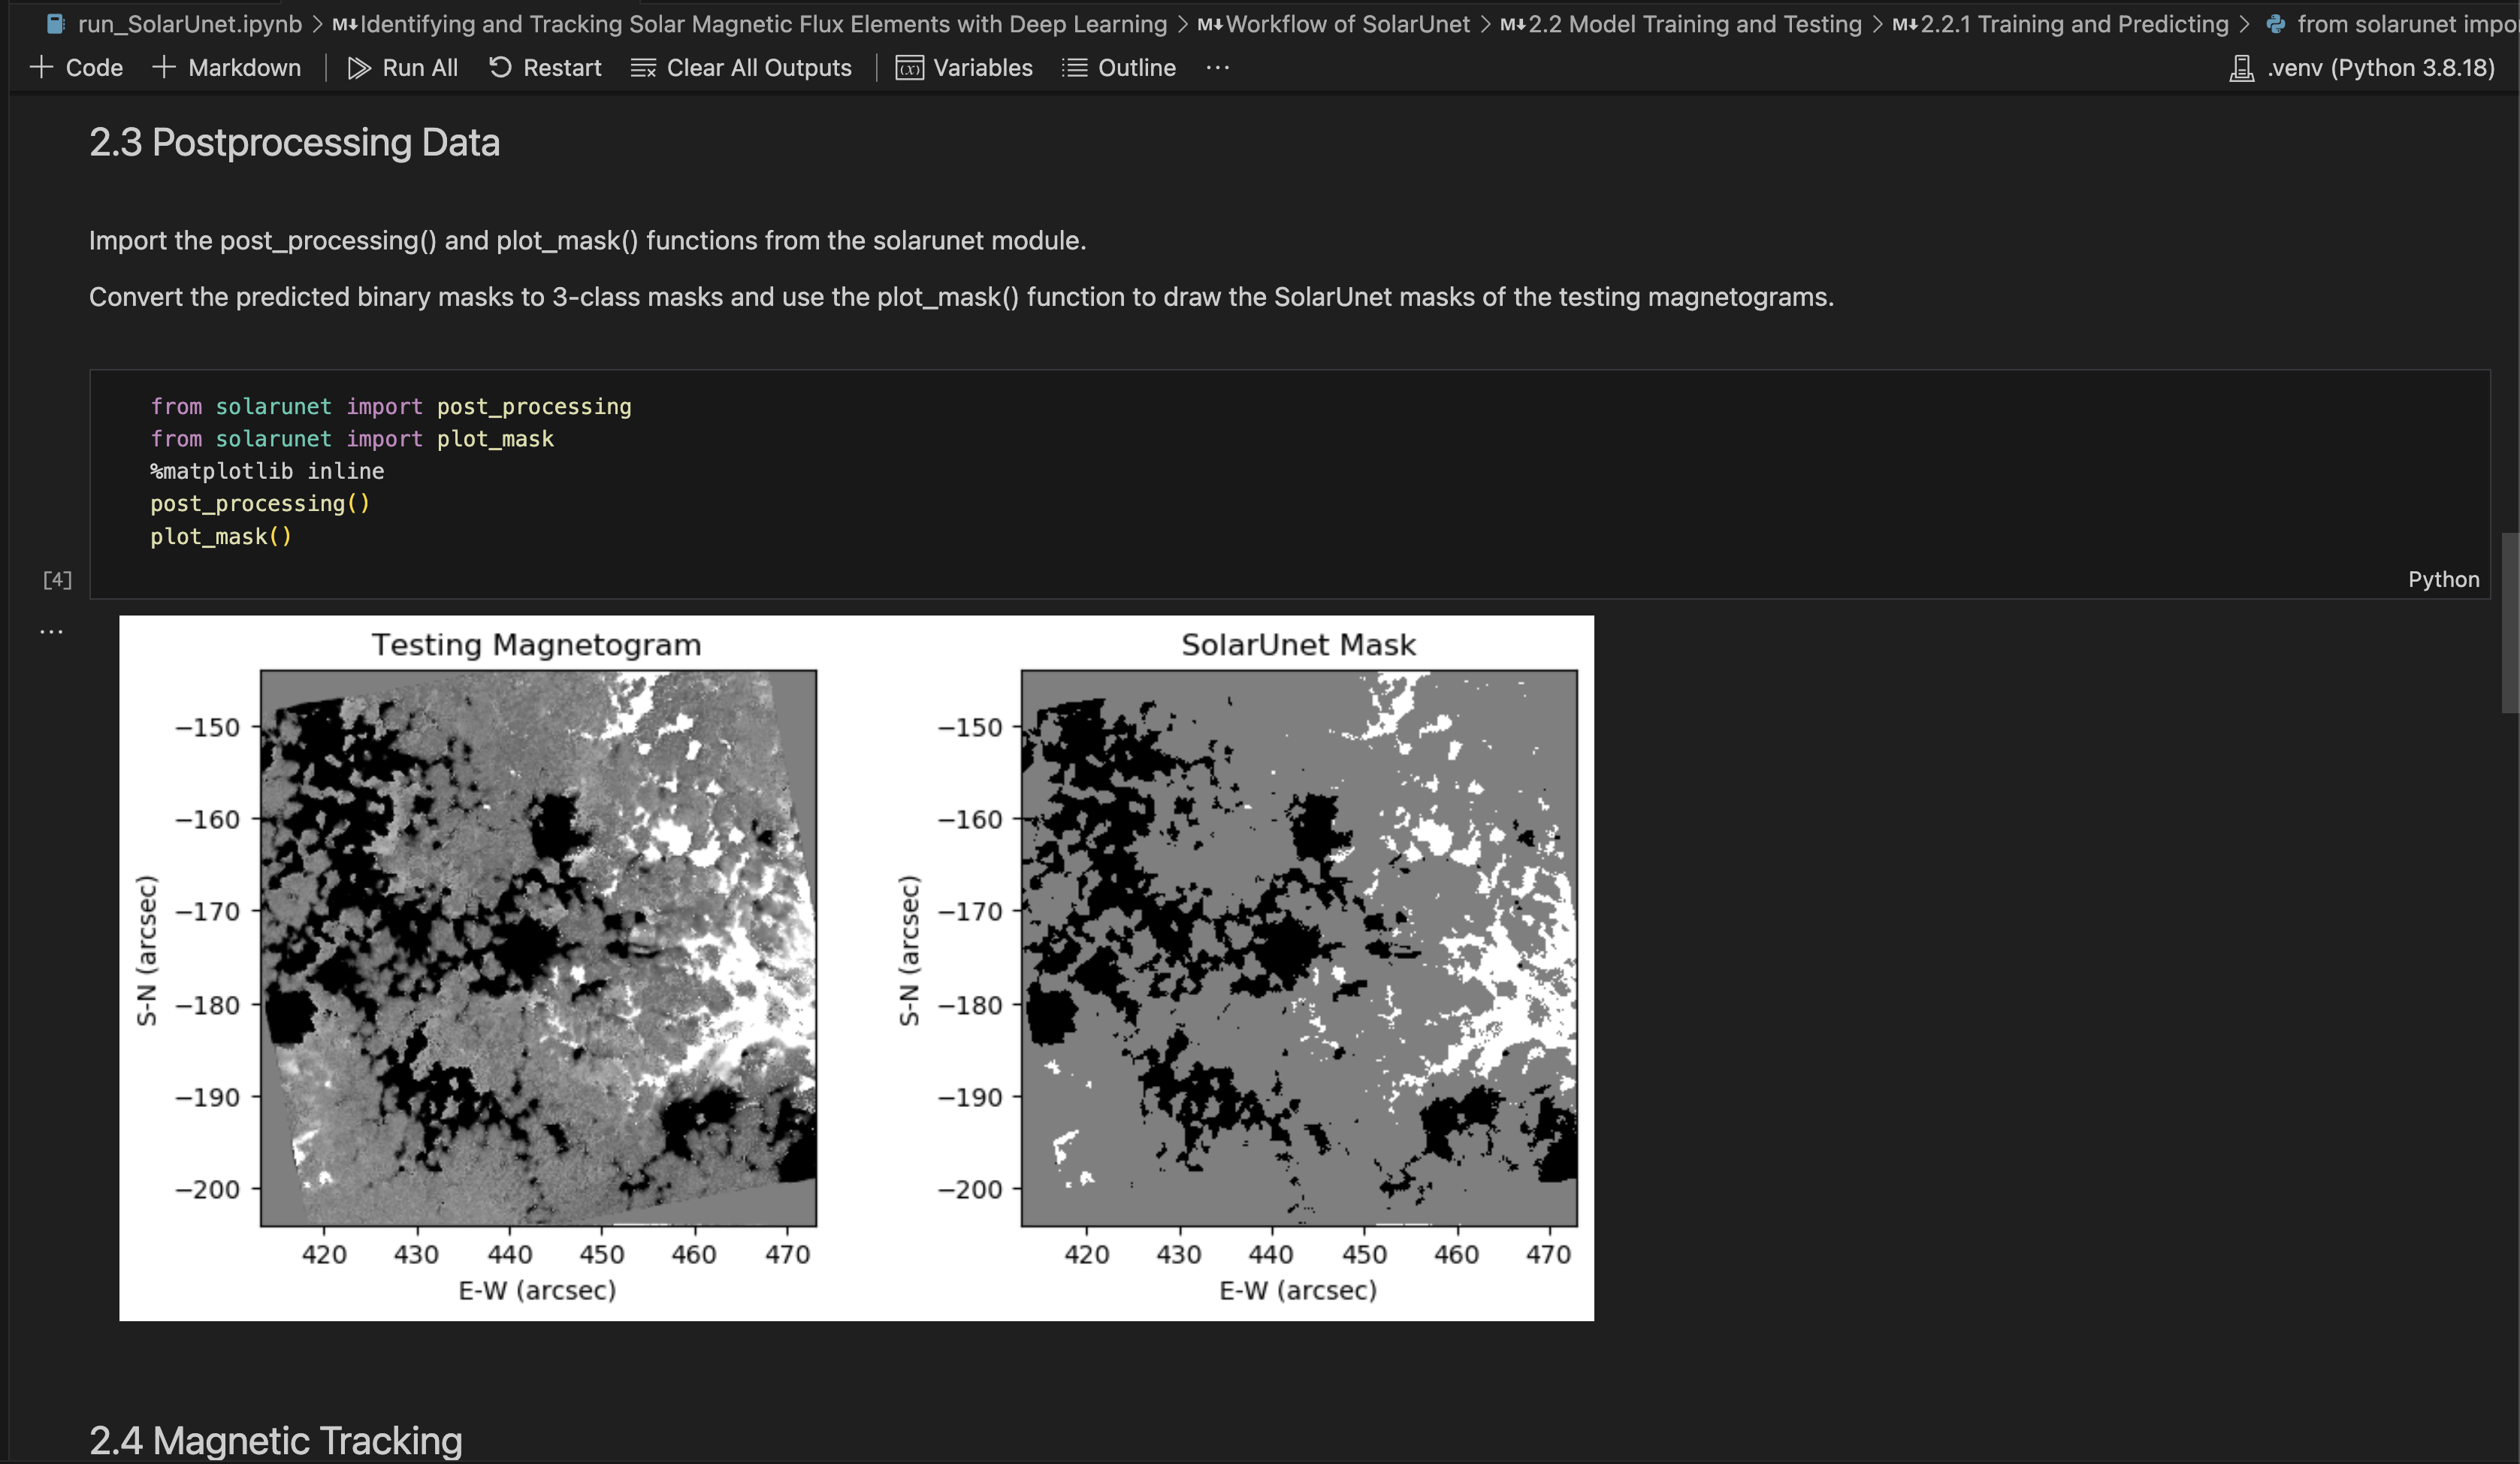 run_SolarUnet.ipynb > M↓Identifying and Tracking Solar Magnetic Flux Elements with Deep Learning > M↓Workflow of SolarUnet > M↓2.2 Model Training and Testing > M↓2.2.1 Training and Predicting > from solarunet impo
+ Code + Markdown | Run All Restart Clear All Outputs | (x) Variables Outline ···
.venv (Python 3.8.18)
2.3 Postprocessing Data
Import the post_processing() and plot_mask() functions from the solarunet module.
Convert the predicted binary masks to 3-class masks and use the plot_mask() function to draw the SolarUnet masks of the testing magnetograms.
from solarunet import post_processing
from solarunet import plot_mask
%matplotlib inline
post_processing()
plot_mask()
[4]
Python
···
Testing Magnetogram
−150
−160
−170
−180
−190
−200
S-N (arcsec)
420 430 440 450 460 470
E-W (arcsec)
SolarUnet Mask
−150
−160
−170
−180
−190
−200
S-N (arcsec)
420 430 440 450 460 470
E-W (arcsec)
2.4 Magnetic Tracking